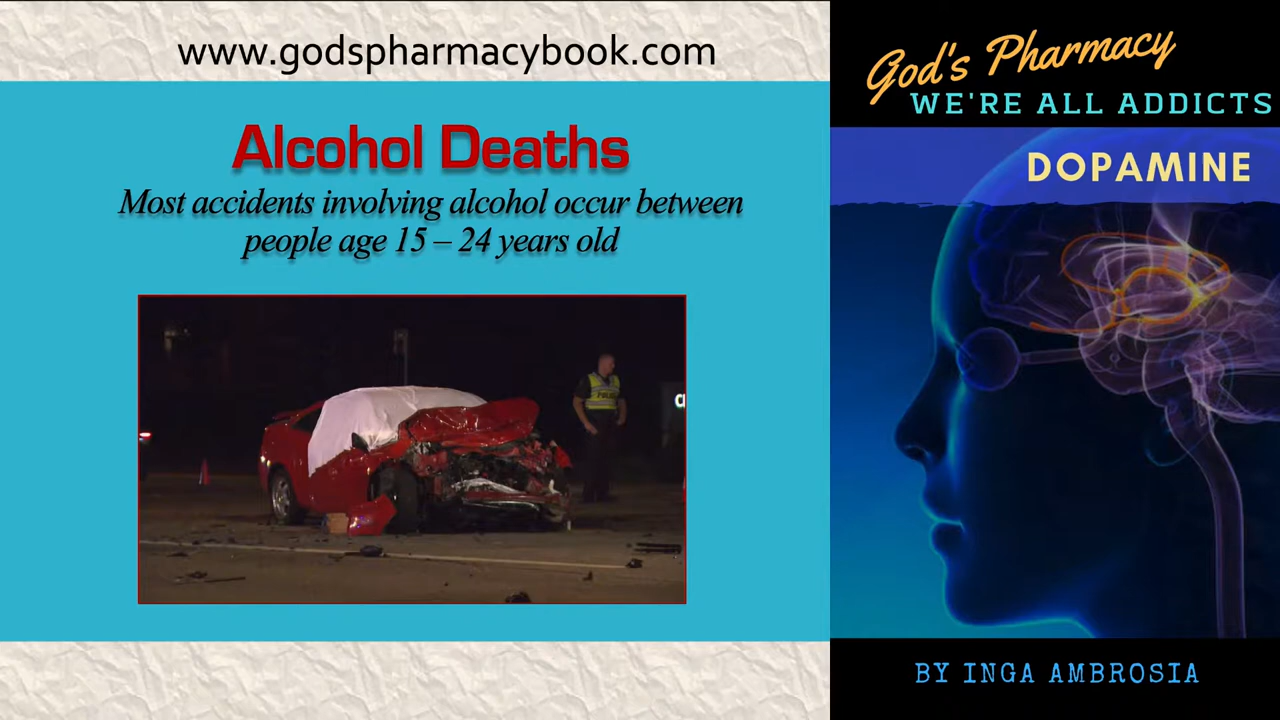 www.godspharmacybook.com
Alcohol Deaths
Most accidents involving alcohol occur between
people age 15 – 24 years old
God's Pharmacy
WE'RE ALL ADDICTS
DOPAMINE
BY INGA AMBROSIA